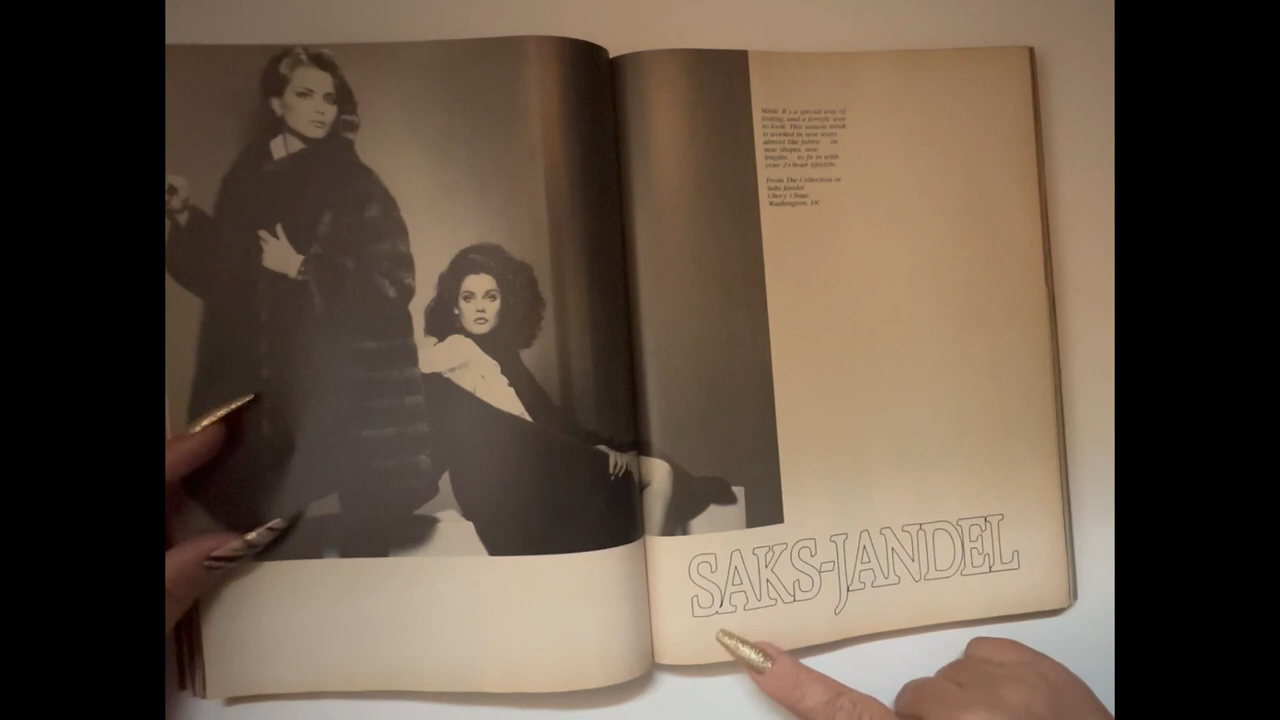 Mink. It's a special way of
feeling, and a terrific way
to look. This season mink
is worked in new ways
almost like fabric... in
new shapes, new
lengths... to fit in with
your 24-hour lifestyle.
From The Collection at
Saks Jandel
Chevy Chase,
Washington, DC
SAKS-JANDEL